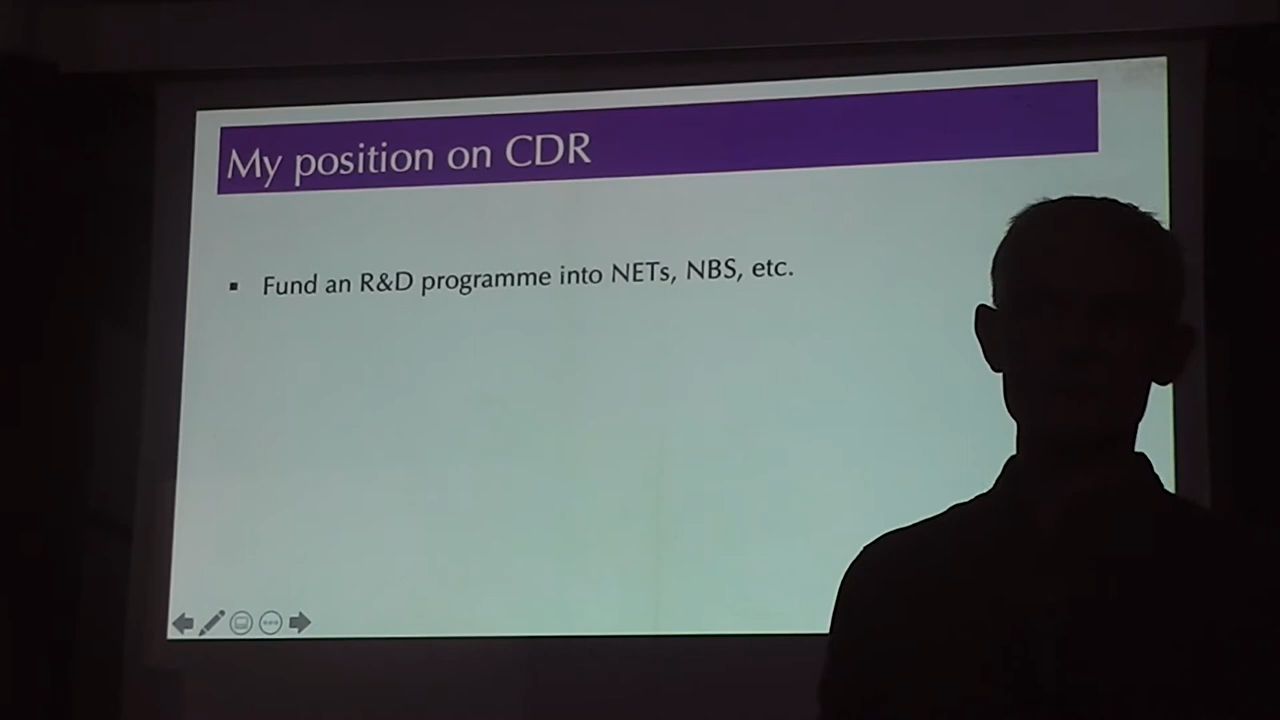 My position on CDR
▪ Fund an R&D programme into NETs, NBS, etc.